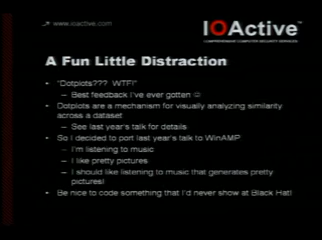 www.ioactive.com
IOActive™
COMPREHENSIVE COMPUTER SECURITY SERVICES
A Fun Little Distraction
• "Dotplots??? WTF!"
– Best feedback I've ever gotten ☺
• Dotplots are a mechanism for visually analyzing similarity
across a dataset
– See last year's talk for details
• So I decided to port last year's talk to WinAMP
– I'm listening to music
– I like pretty pictures
– I should like listening to music that generates pretty
pictures!
• Be nice to code something that I'd never show at Black Hat!